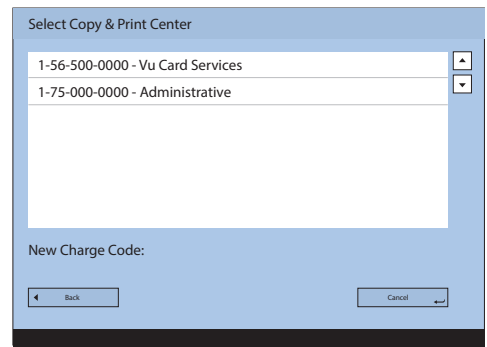 Select Copy & Print Center
1-56-500-0000 - Vu Card Services
1-75-000-0000 - Administrative
New Charge Code:
Back
Cancel